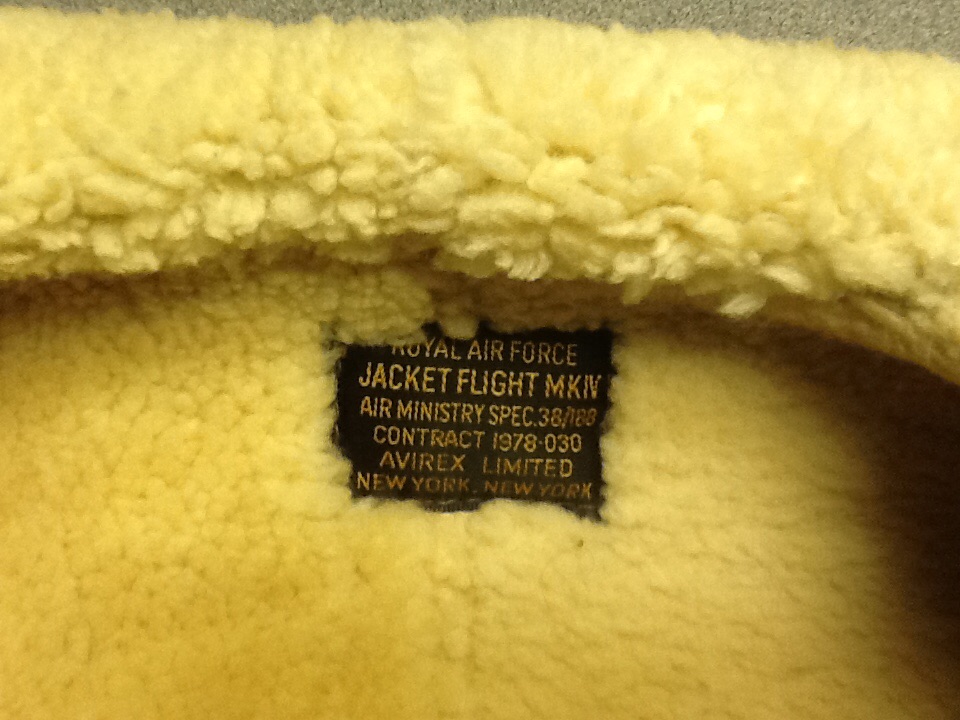 ROYAL AIR FORCE
JACKET FLIGHT MKIV
AIR MINISTRY SPEC.38/188
CONTRACT 1978-030
AVIREX LIMITED
NEW YORK. NEW YORK